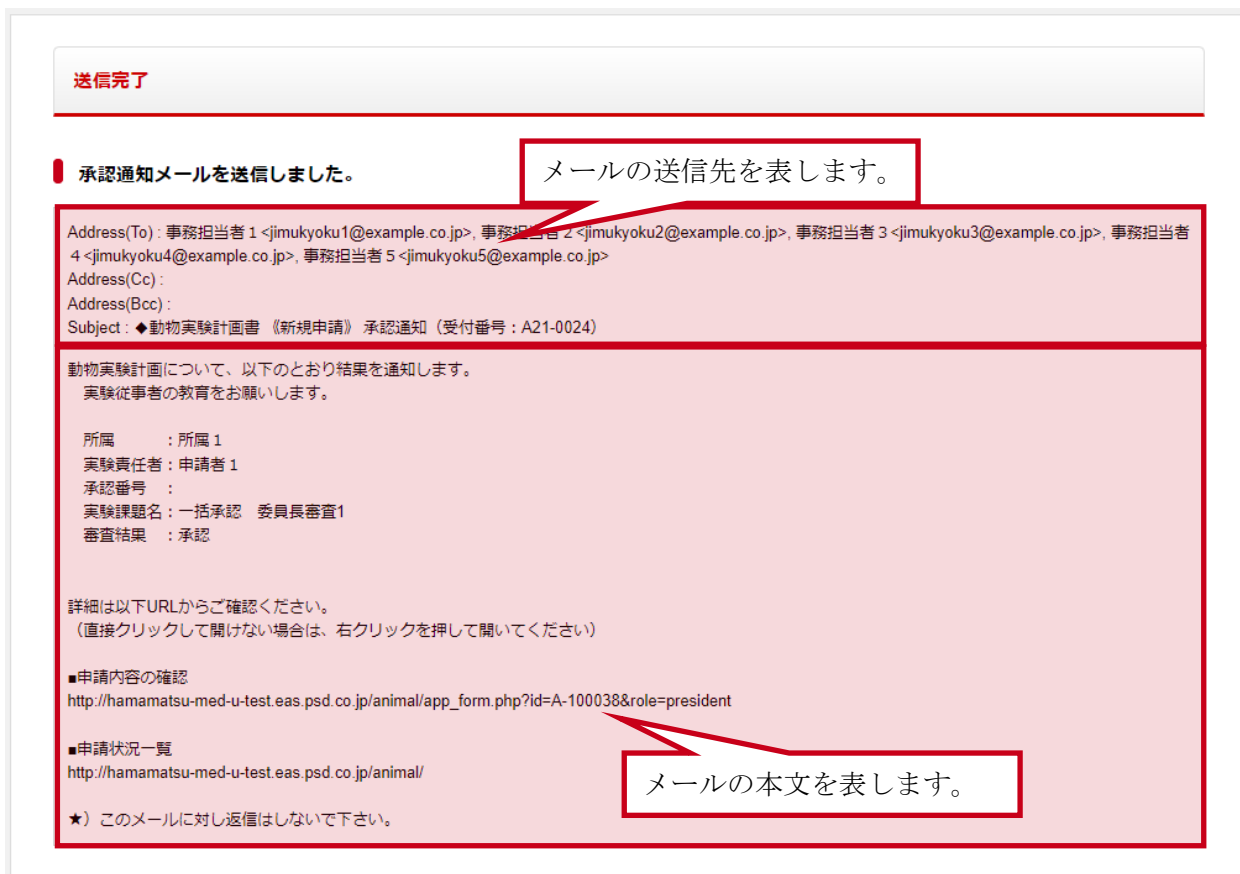 送信完了
承認通知メールを送信しました。
メールの送信先を表します。
Address(To) : 事務担当者１<jimukyoku1@example.co.jp>, 事務担当者２<jimukyoku2@example.co.jp>, 事務担当者３<jimukyoku3@example.co.jp>, 事務担当者
４<jimukyoku4@example.co.jp>, 事務担当者５<jimukyoku5@example.co.jp>
Address(Cc) :
Address(Bcc) :
Subject : ◆動物実験計画書 《新規申請》 承認通知（受付番号：A21-0024）
動物実験計画について、以下のとおり結果を通知します。
実験従事者の教育をお願いします。
所属　　　：所属１
実験責任者：申請者１
承認番号　：
実験課題名：一括承認　委員長審査1
審査結果　：承認
詳細は以下URLからご確認ください。
（直接クリックして開けない場合は、右クリックを押して開いてください）
■申請内容の確認
http://hamamatsu-med-u-test.eas.psd.co.jp/animal/app_form.php?id=A-100038&role=president
■申請状況一覧
http://hamamatsu-med-u-test.eas.psd.co.jp/animal/
メールの本文を表します。
★）このメールに対し返信はしないで下さい。